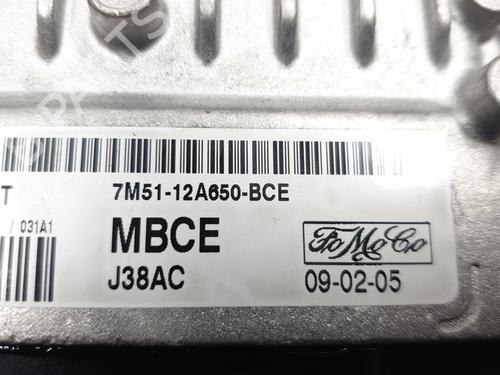 T 7M51-12A650-BCE
/ 031A1 MBCE FoMoCo
J38AC 09-02-05